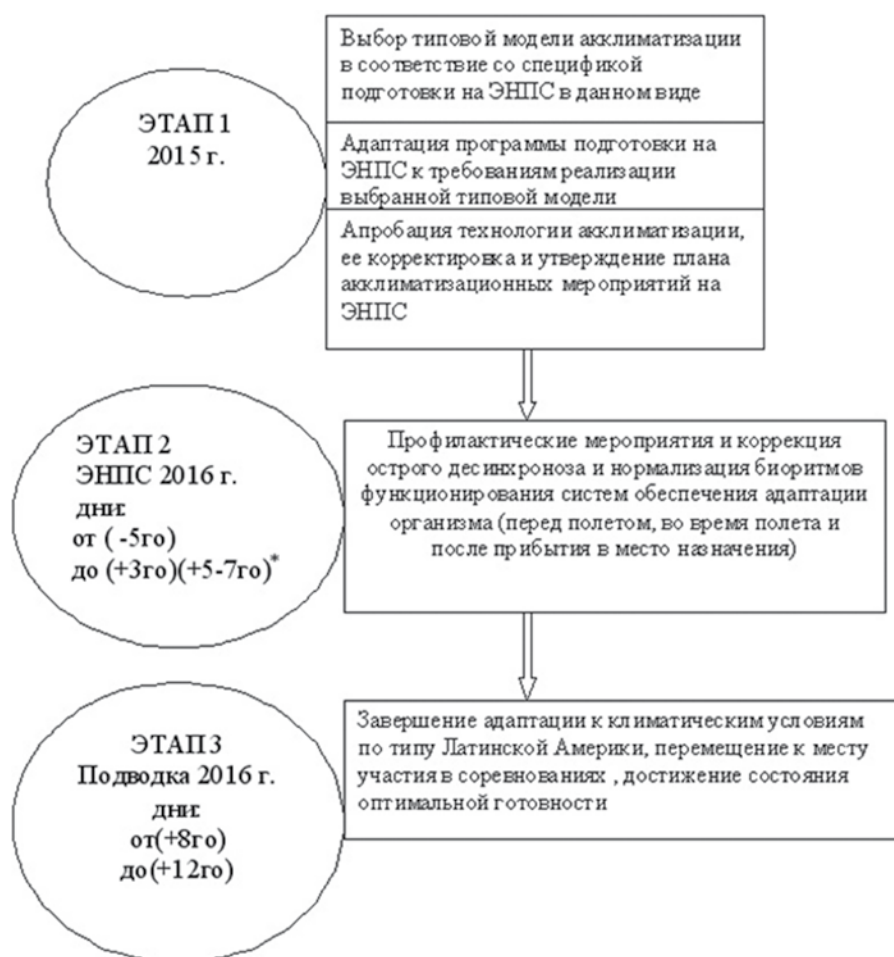 ЭТАП 1
2015 г.
Выбор типовой модели акклиматизации
в соответствие со спецификой
подготовки на ЭНПС в данном виде
Адаптация программы подготовки на
ЭНПС к требованиям реализации
выбранной типовой модели
Апробация технологии акклиматизации,
ее корректировка и утверждение плана
акклиматизационных мероприятий на
ЭНПС
ЭТАП 2
ЭНПС 2016 г.
дни:
от ( -5го)
до (+3го)(+5-7го)*
Профилактические мероприятия и коррекция
острого десинхроноза и нормализация биоритмов
функционирования систем обеспечения адаптации
организма (перед полетом, во время полета и
после прибытия в место назначения)
ЭТАП 3
Подводка 2016 г.
дни:
от(+8го)
до(+12го)
Завершение адаптации к климатическим условиям
по типу Латинской Америки, перемещение к месту
участия в соревнованиях , достижение состояния
оптимальной готовности